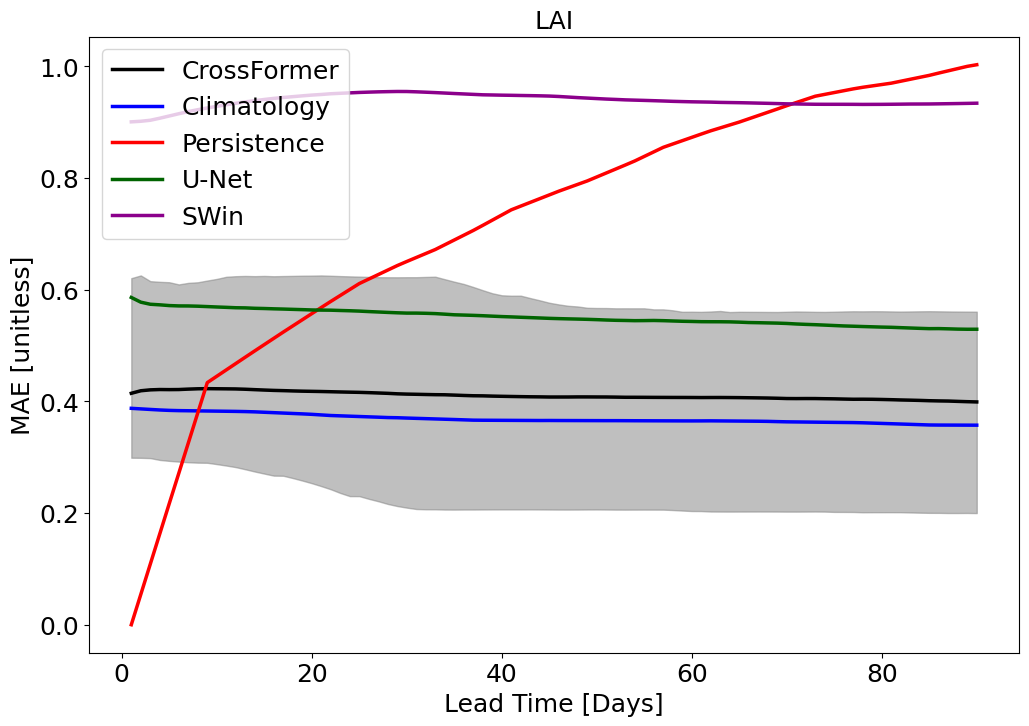 LAI
CrossFormer
Climatology
Persistence
U-Net
SWin
MAE [unitless]
1.0
0.8
0.6
0.4
0.2
0.0
0
20
40
60
80
Lead Time [Days]